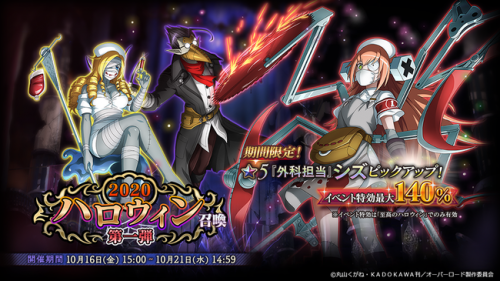 期間限定!
☆5『外科担当』シズピックアップ!
イベント特効最大140%
※イベント特効は「至高のハロウィン」でのみ有効
2020
ハロウィン召喚
第一弾
開催期間 10月16日(金) 15:00 - 10月21日(水) 14:59
©丸山くがね・KADOKAWA刊/オーバーロード製作委員会